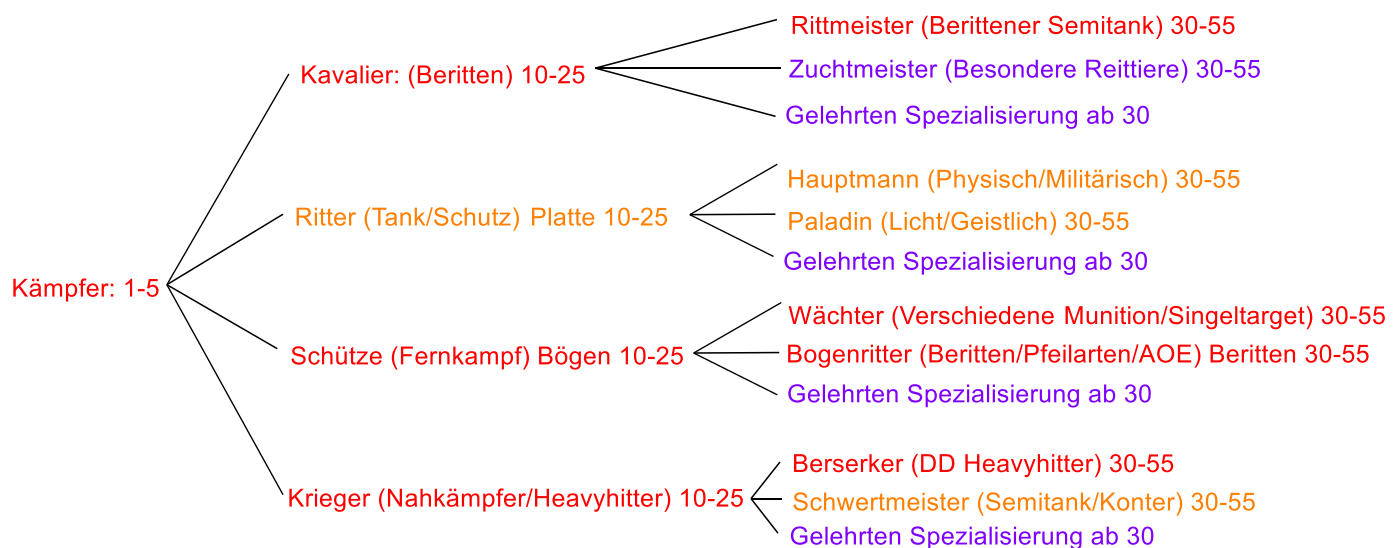 Kämpfer: 1-5
Kavalier: (Beritten) 10-25
Rittmeister (Berittener Semitank) 30-55
Zuchtmeister (Besondere Reittiere) 30-55
Gelehrten Spezialisierung ab 30
Ritter (Tank/Schutz) Platte 10-25
Hauptmann (Physisch/Militärisch) 30-55
Paladin (Licht/Geistlich) 30-55
Gelehrten Spezialisierung ab 30
Schütze (Fernkampf) Bögen 10-25
Wächter (Verschiedene Munition/Singeltarget) 30-55
Bogenritter (Beritten/Pfeilarten/AOE) Beritten 30-55
Gelehrten Spezialisierung ab 30
Krieger (Nahkämpfer/Heavyhitter) 10-25
Berserker (DD Heavyhitter) 30-55
Schwertmeister (Semitank/Konter) 30-55
Gelehrten Spezialisierung ab 30